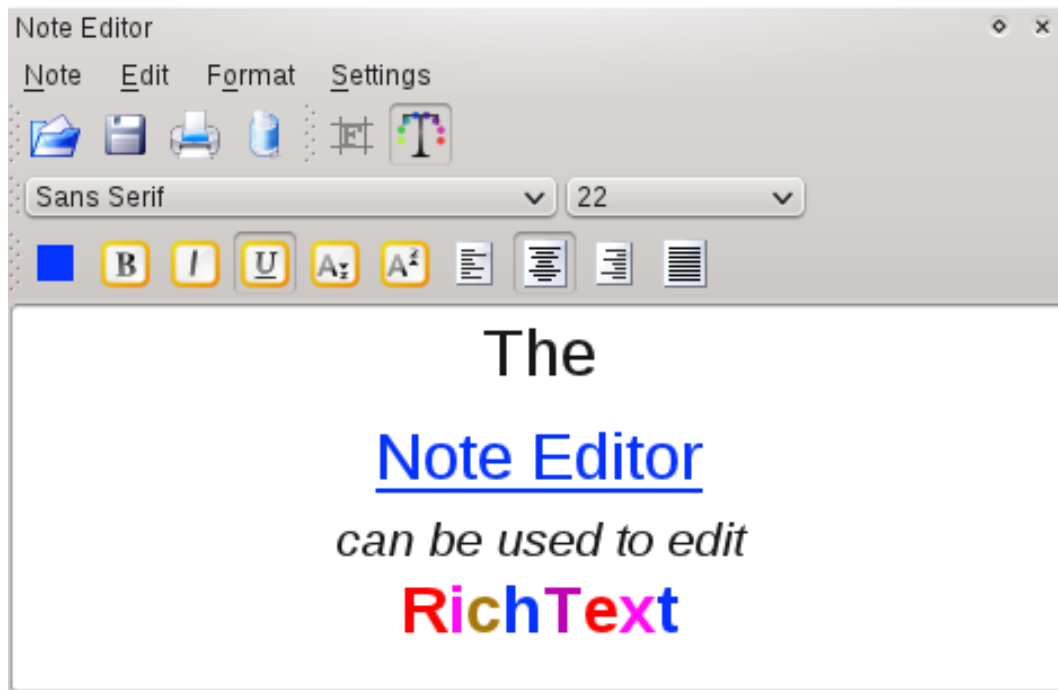 Note Editor
Note Edit Format Settings
F T
Sans Serif 22
B I U A A
The
Note Editor
can be used to edit
RichText